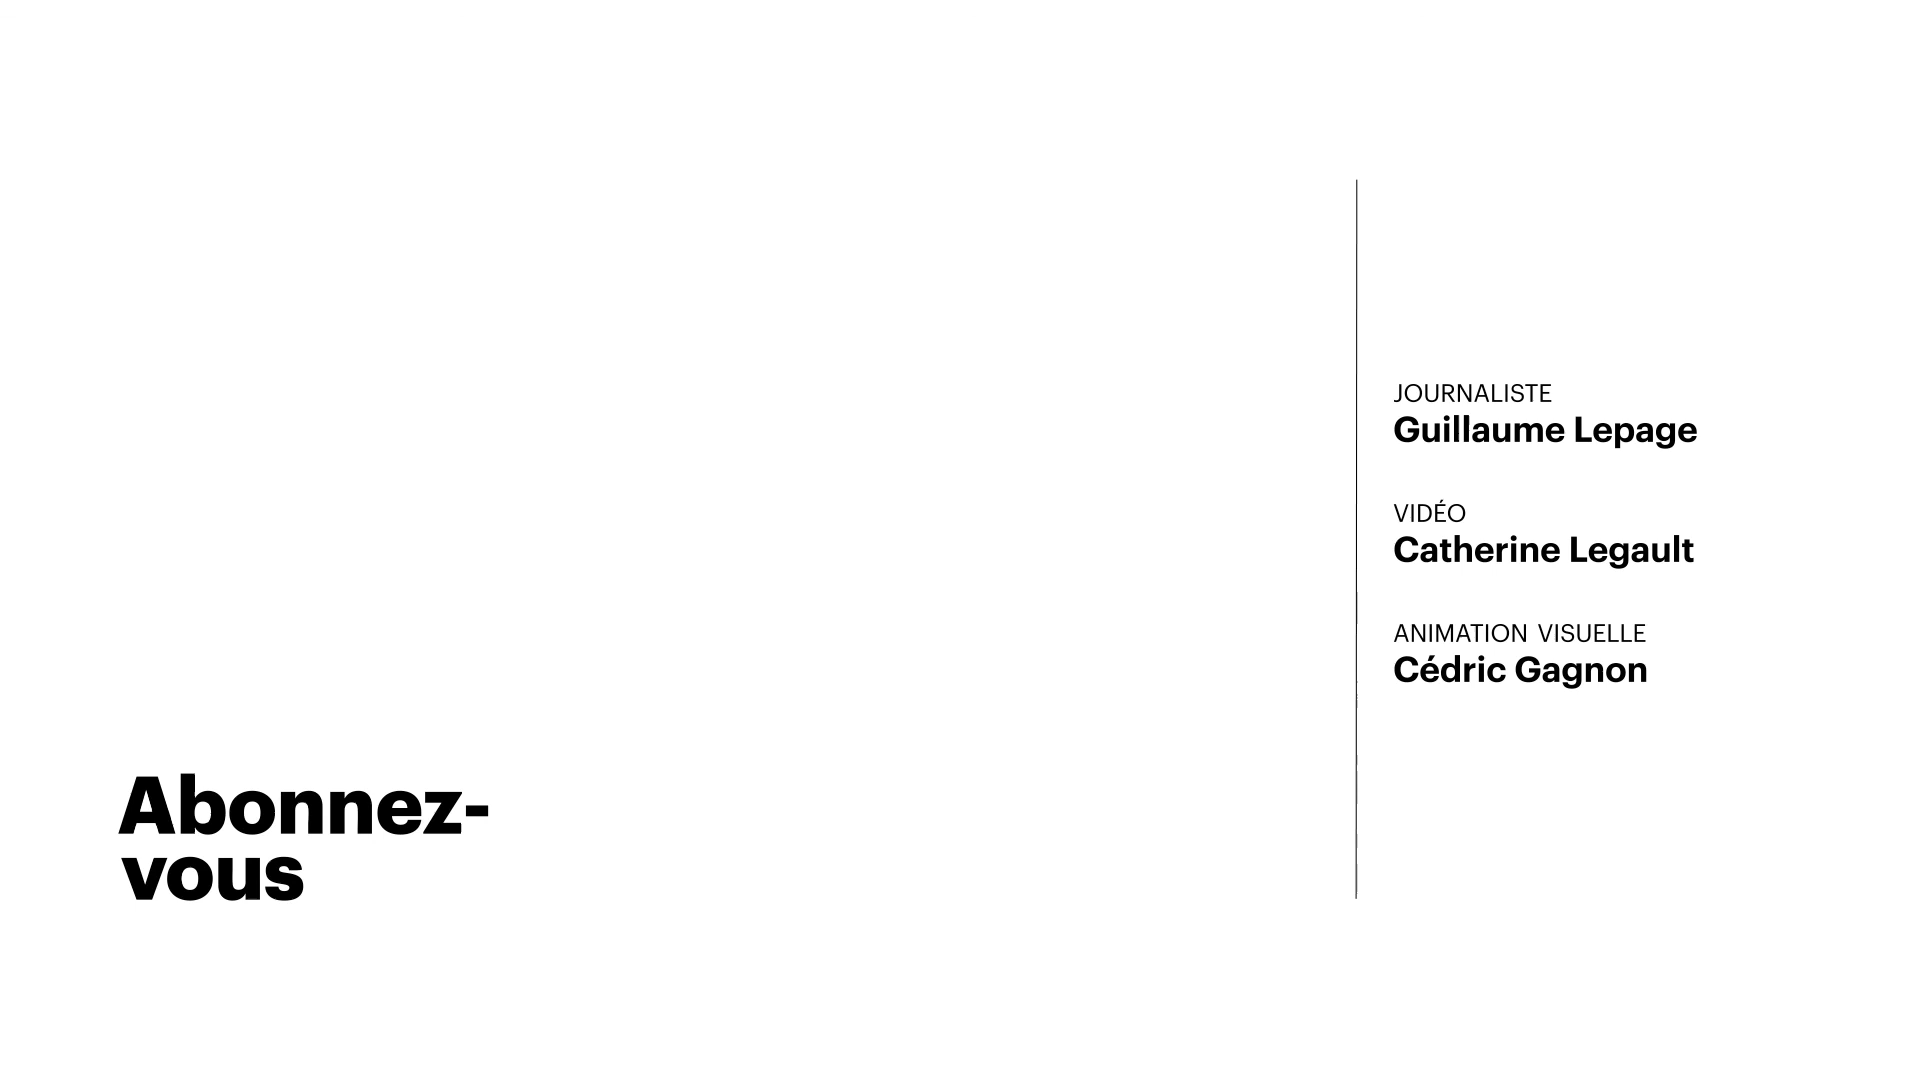 JOURNALISTE
Guillaume Lepage
VIDÉO
Catherine Legault
ANIMATION VISUELLE
Cédric Gagnon
Abonnez-
vous